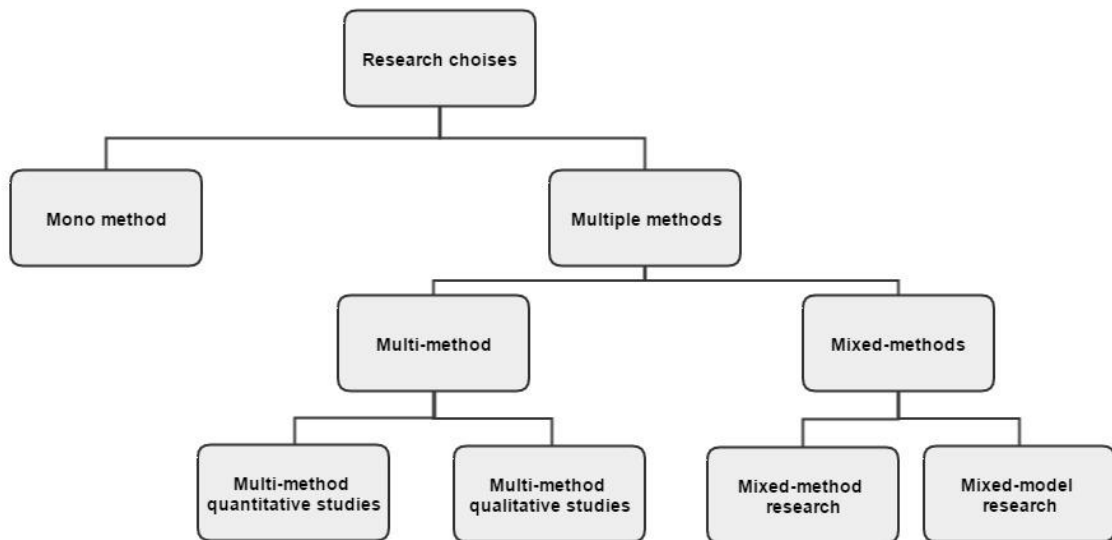 Research choises
Mono method
Multiple methods
Multi-method
Mixed-methods
Multi-method
quantitative studies
Multi-method
qualitative studies
Mixed-method
research
Mixed-model
research